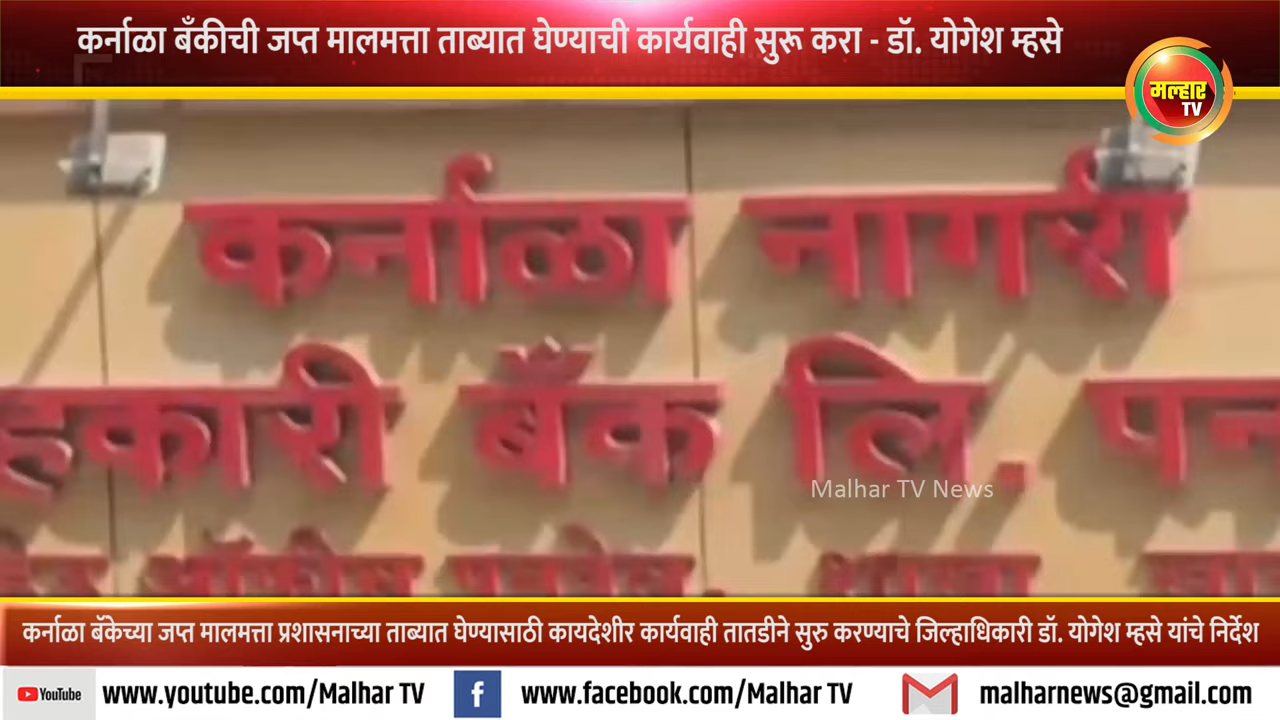 कर्नाळा बँकीची जप्त मालमत्ता ताब्यात घेण्याची कार्यवाही सुरू करा - डॉ. योगेश म्हसे
मल्हार
TV
कर्नाळा नागरी
हकारी बँक लि. पन
Malhar TV News
कर्नाळा बॅकेच्या जप्त मालमत्ता प्रशासनाच्या ताब्यात घेण्यासाठी कायदेशीर कार्यवाही तातडीने सुरु करण्याचे जिल्हाधिकारी डॉ. योगेश म्हसे यांचे निर्देश
YouTube www.youtube.com/Malhar TV f www.facebook.com/Malhar TV malharnews@gmail.com